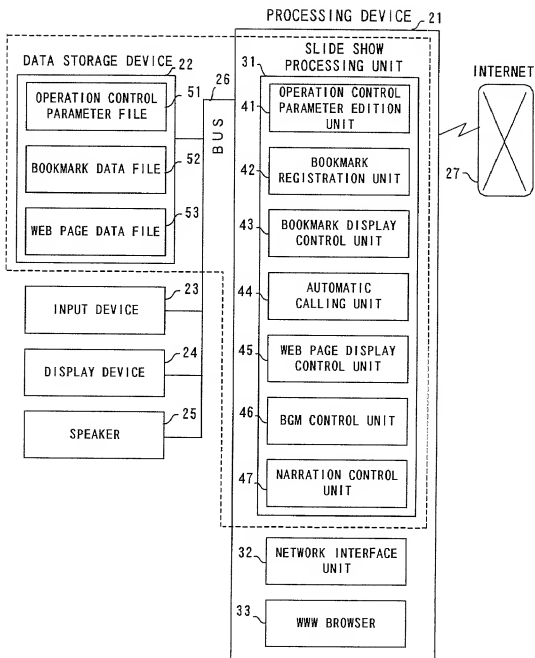 PROCESSING DEVICE 21
DATA STORAGE DEVICE
22
OPERATION CONTROL
PARAMETER FILE
51
BOOKMARK DATA FILE
52
WEB PAGE DATA FILE
53
26
BUS
SLIDE SHOW
PROCESSING UNIT
31
OPERATION CONTROL
PARAMETER EDITION
UNIT
41
BOOKMARK
REGISTRATION UNIT
42
BOOKMARK DISPLAY
CONTROL UNIT
43
AUTOMATIC
CALLING UNIT
44
WEB PAGE DISPLAY
CONTROL UNIT
45
BGM CONTROL UNIT
46
NARRATION CONTROL
UNIT
47
INTERNET
27
INPUT DEVICE
23
DISPLAY DEVICE
24
SPEAKER
25
NETWORK INTERFACE
UNIT
32
WWW BROWSER
33